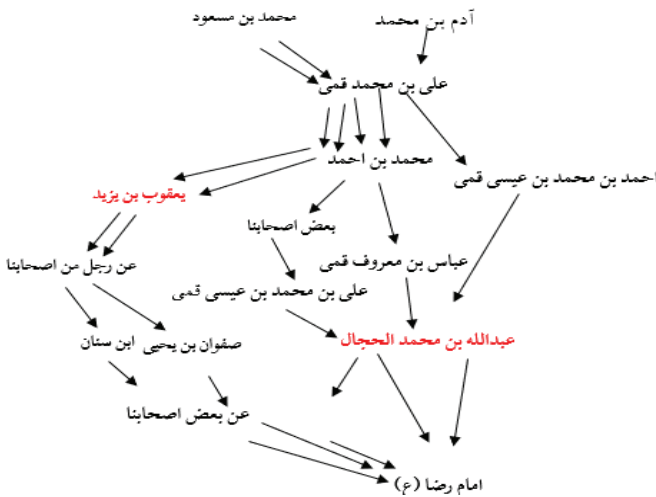 آدم بن محمد
محمد بن مسعود
علی بن محمد قمی
محمد بن احمد
احمد بن محمد بن عیسی قمی
یعقوب بن یزید
بعض اصحابنا
عباس بن معروف قمی
عن رجل من اصحابنا
علی بن محمد بن عیسی قمی
عبدالله بن محمد الحجال
صفوان بن یحیی
ابن سنان
عن بعض اصحابنا
امام رضا (ع)